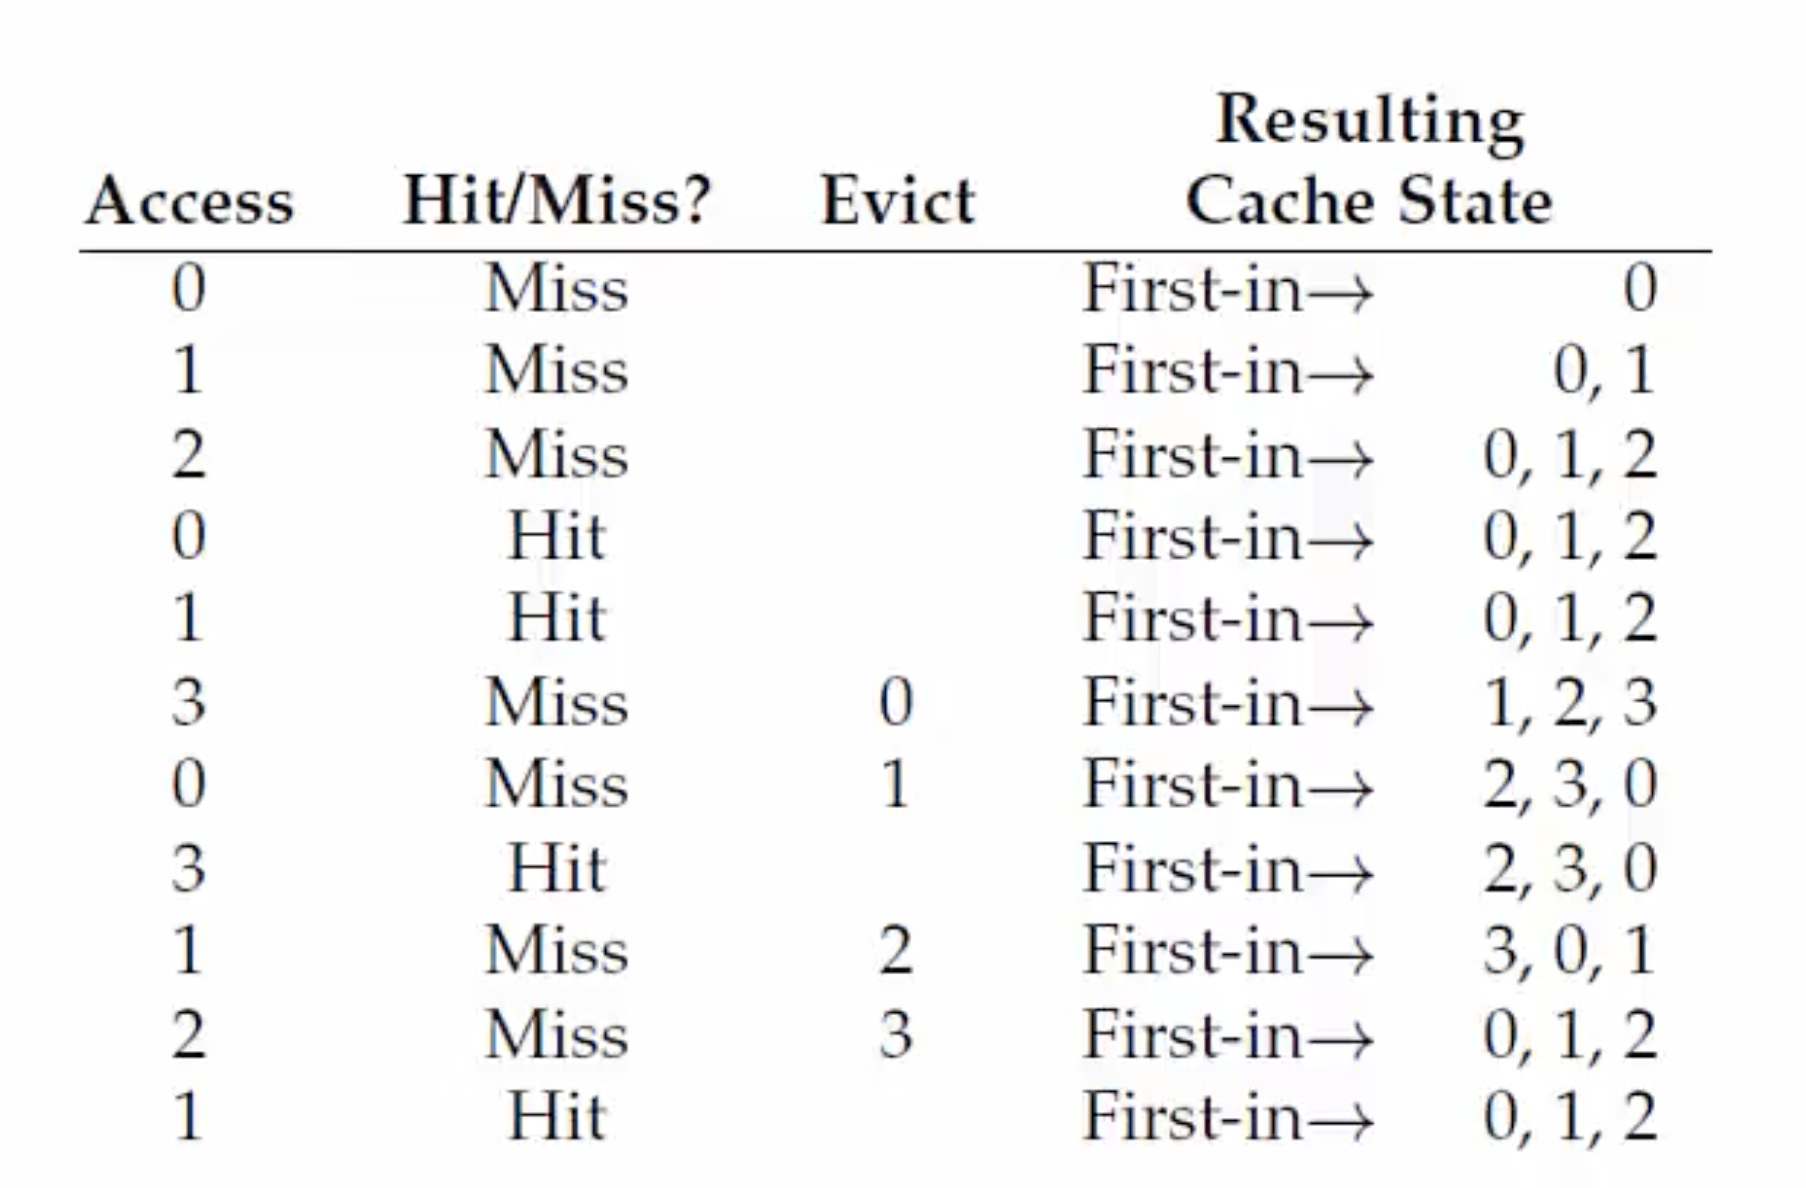 Resulting
Access Hit/Miss? Evict Cache State
0 Miss First-in→ 0
1 Miss First-in→ 0, 1
2 Miss First-in→ 0, 1, 2
0 Hit First-in→ 0, 1, 2
1 Hit First-in→ 0, 1, 2
3 Miss 0 First-in→ 1, 2, 3
0 Miss 1 First-in→ 2, 3, 0
3 Hit First-in→ 2, 3, 0
1 Miss 2 First-in→ 3, 0, 1
2 Miss 3 First-in→ 0, 1, 2
1 Hit First-in→ 0, 1, 2